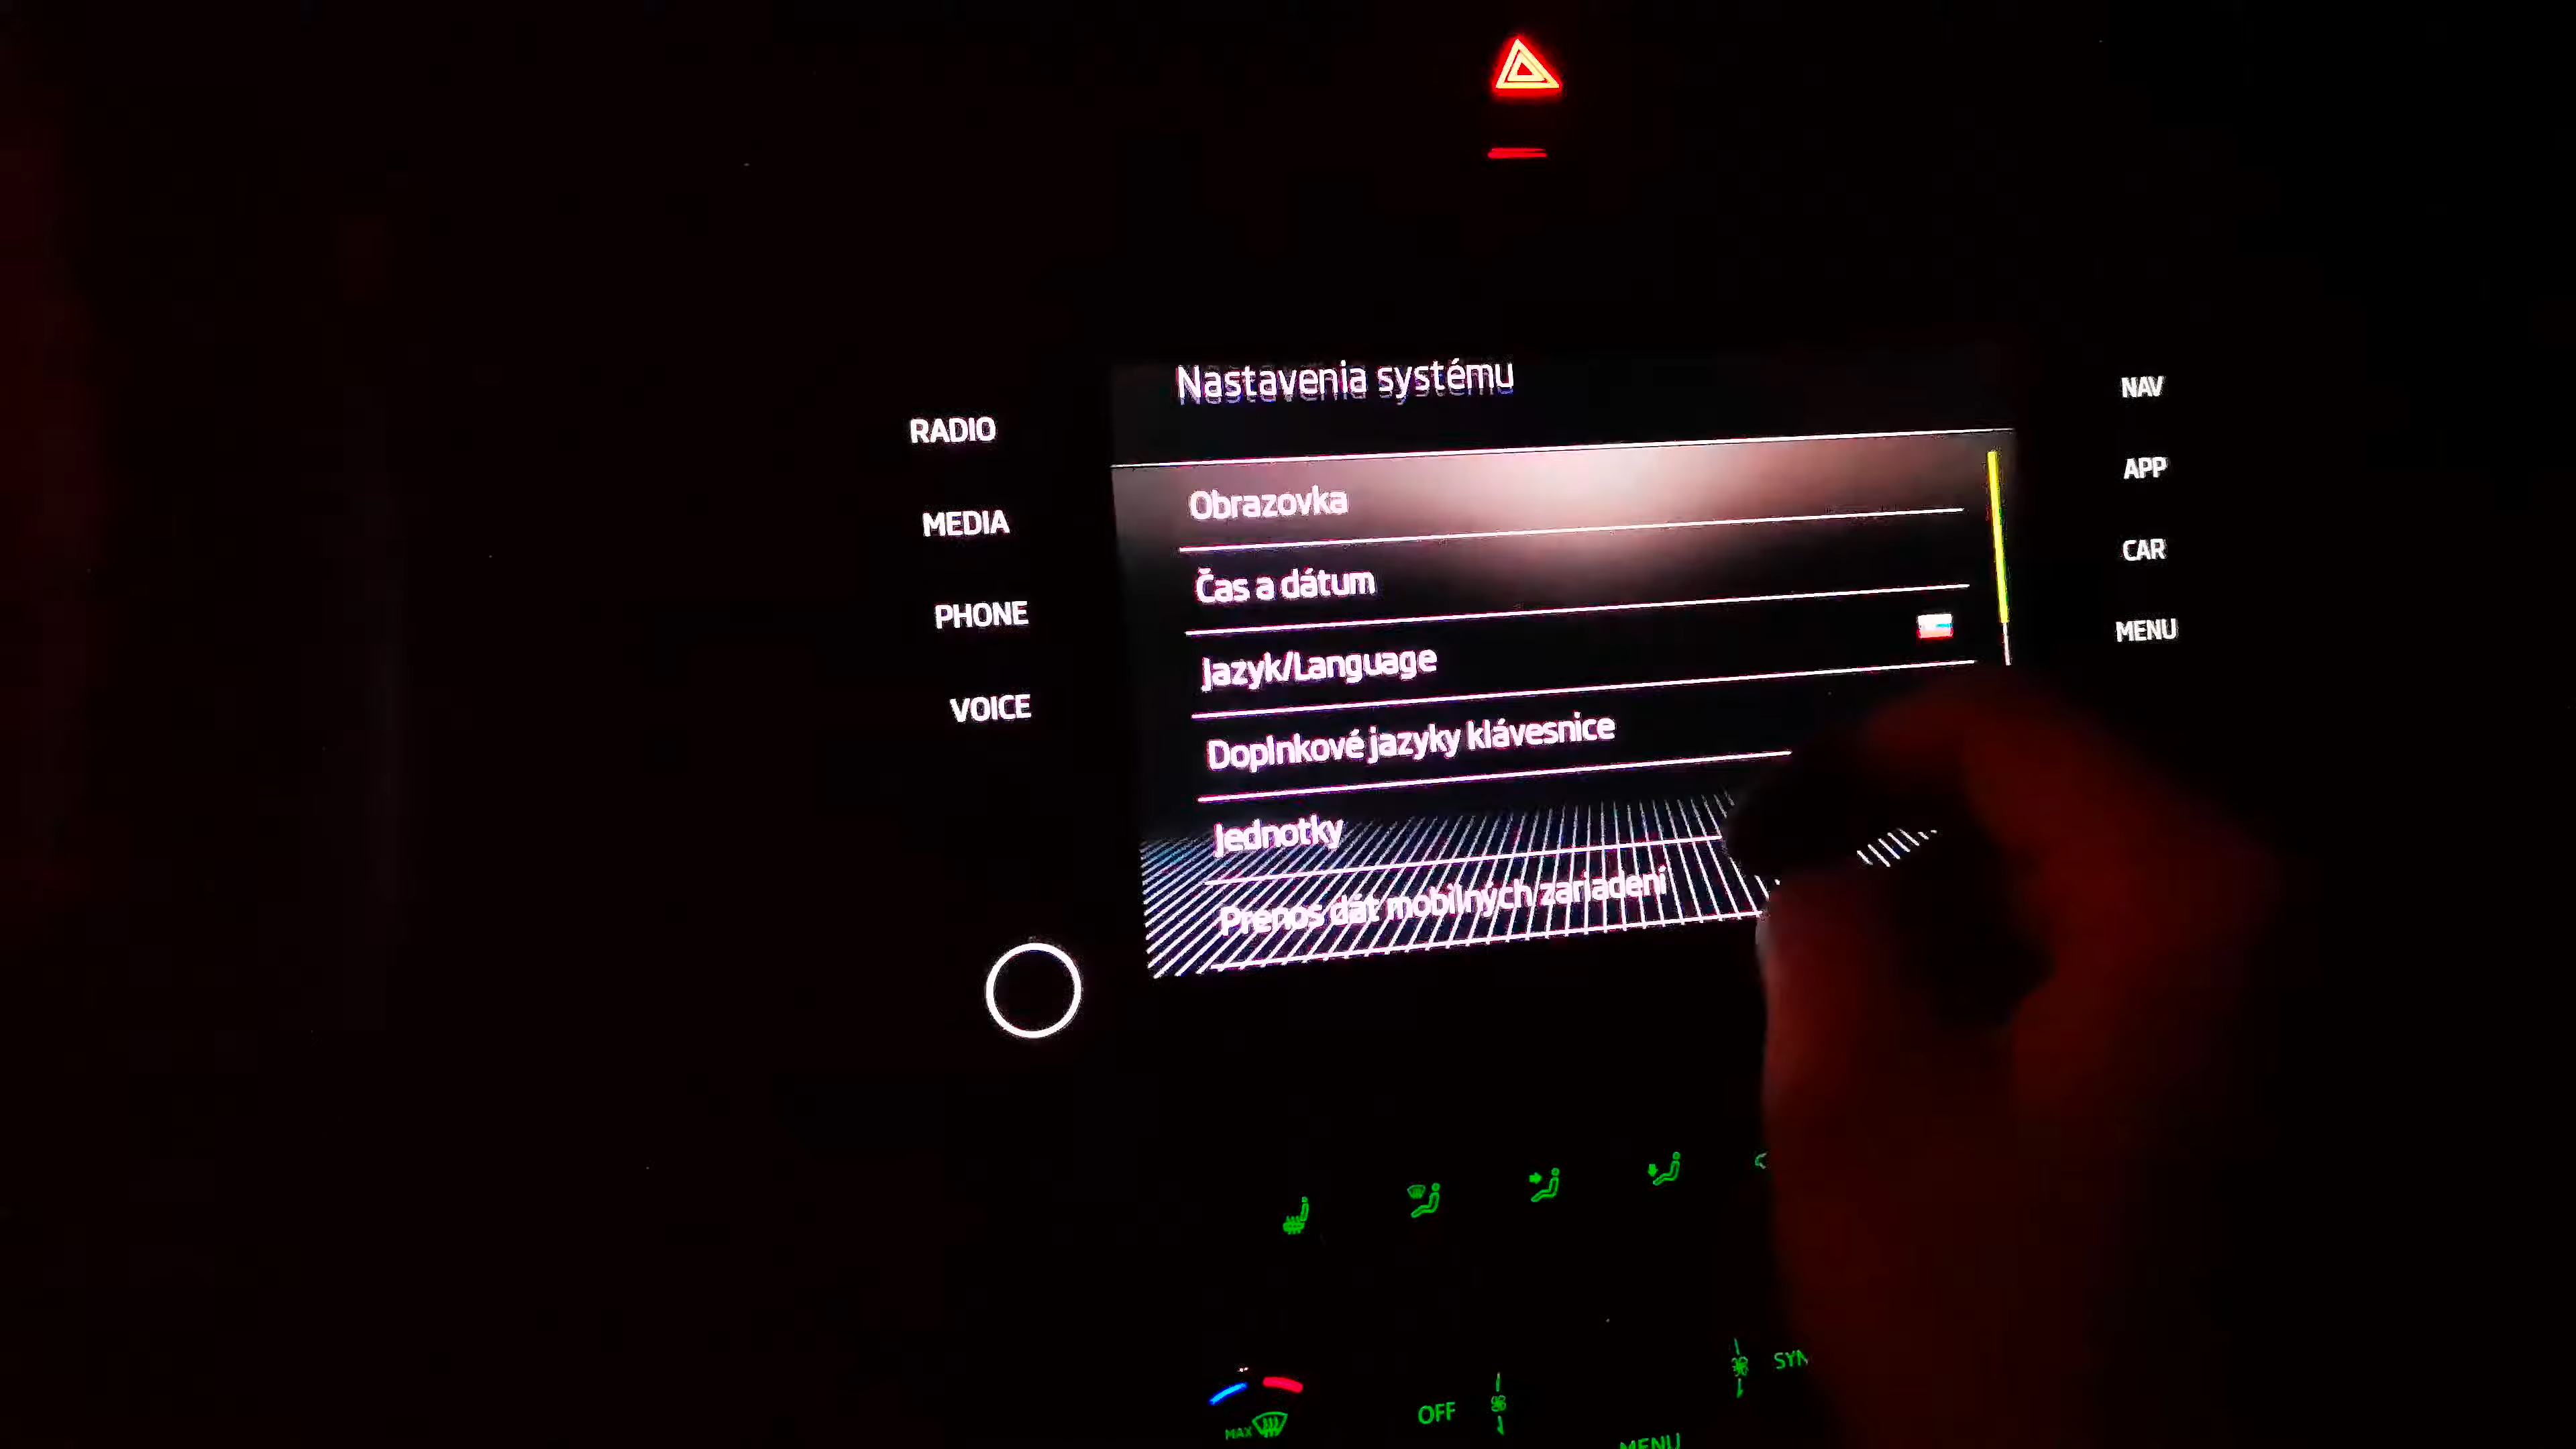 RADIO
MEDIA
PHONE
VOICE
Nastavenia systému
Obrazovka
Čas a dátum
Jazyk/Language
Doplnkové jazyky klávesnice
Jednotky
Prenos dát mobilných zariadení
NAV
APP
CAR
MENU
MAX
OFF
MENU